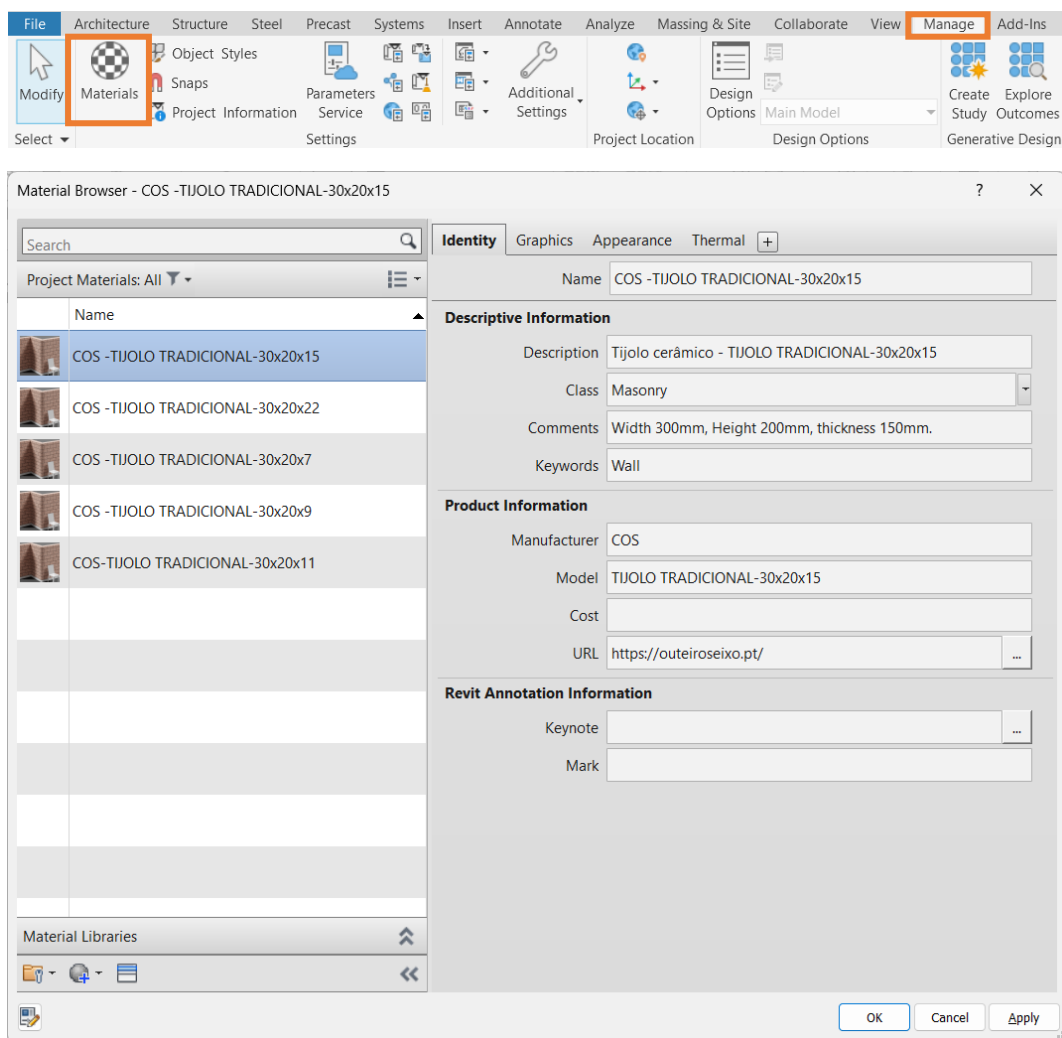 File Architecture Structure Steel Precast Systems Insert Annotate Analyze Massing & Site Collaborate View Manage Add-Ins
Modify
Materials
Object Styles
Snaps
Project Information
Parameters
Service
Additional
Settings
Design
Options
Main Model
Create
Study
Explore
Outcomes
Select Settings Project Location Design Options Generative Design
Material Browser - COS -TIJOLO TRADICIONAL-30x20x15 ?
Search
Project Materials: All
Name
COS -TIJOLO TRADICIONAL-30x20x15
COS -TIJOLO TRADICIONAL-30x20x22
COS -TIJOLO TRADICIONAL-30x20x7
COS -TIJOLO TRADICIONAL-30x20x9
COS-TIJOLO TRADICIONAL-30x20x11
Material Libraries
Identity Graphics Appearance Thermal +
Name COS -TIJOLO TRADICIONAL-30x20x15
Descriptive Information
Description Tijolo cerâmico - TIJOLO TRADICIONAL-30x20x15
Class Masonry
Comments Width 300mm, Height 200mm, thickness 150mm.
Keywords Wall
Product Information
Manufacturer COS
Model TIJOLO TRADICIONAL-30x20x15
Cost
URL https://outeiroseixo.pt/ ...
Revit Annotation Information
Keynote ...
Mark
OK Cancel Apply